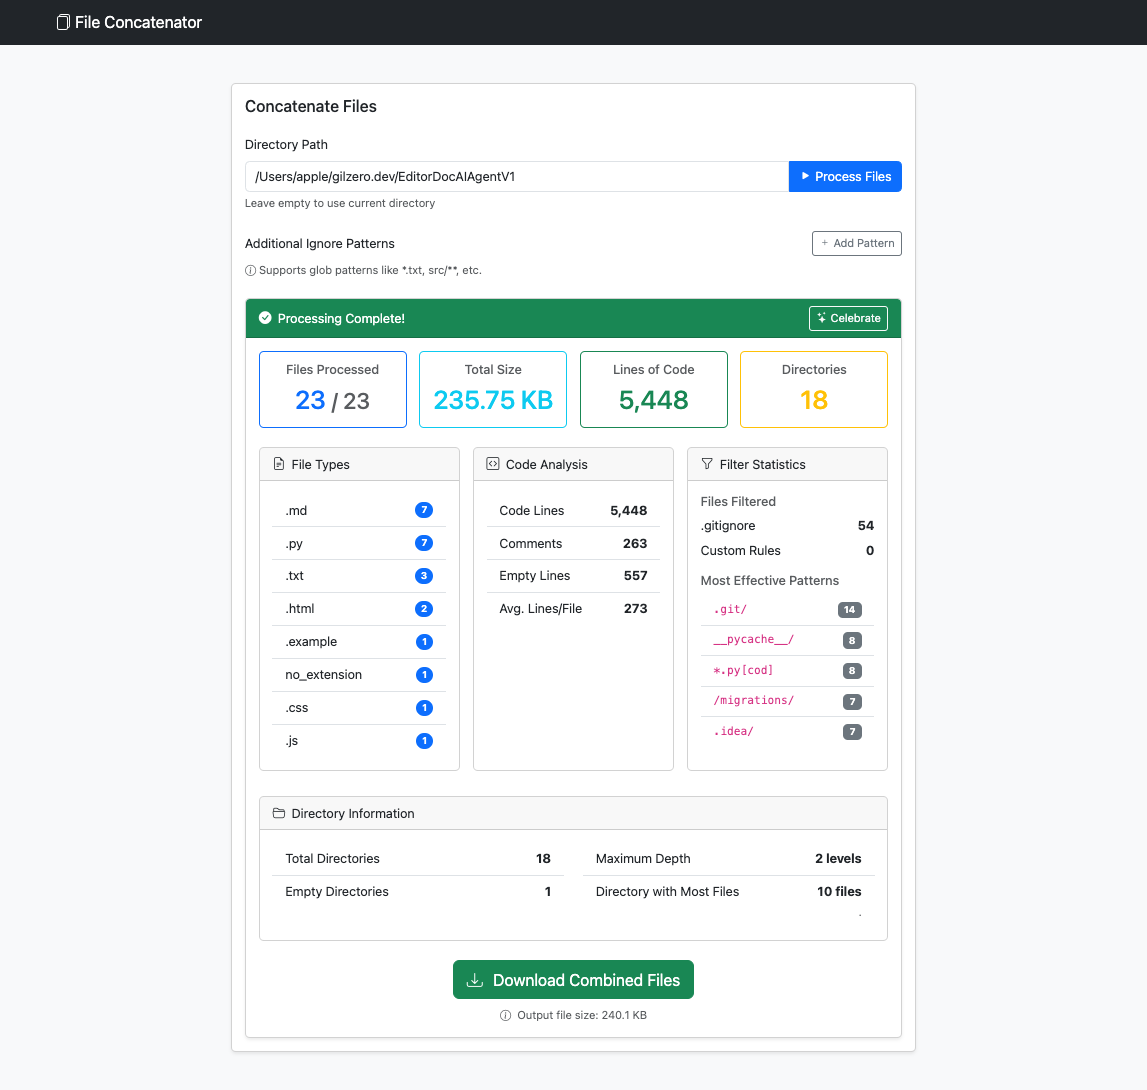 File Concatenator
Concatenate Files
Directory Path
/Users/apple/gilzero.dev/EditorDocAIAgentV1
Process Files
Leave empty to use current directory
Additional Ignore Patterns
+ Add Pattern
Supports glob patterns like *.txt, src/**, etc.
Processing Complete!
Celebrate
Files Processed
23 / 23
Total Size
235.75 KB
Lines of Code
5,448
Directories
18
File Types
.md 7
.py 7
.txt 3
.html 2
.example 1
no_extension 1
.css 1
.js 1
Code Analysis
Code Lines 5,448
Comments 263
Empty Lines 557
Avg. Lines/File 273
Filter Statistics
Files Filtered
.gitignore 54
Custom Rules 0
Most Effective Patterns
.git/ 14
__pycache__/ 8
*.py[cod] 8
/migrations/ 7
.idea/ 7
Directory Information
Total Directories 18
Empty Directories 1
Maximum Depth 2 levels
Directory with Most Files 10 files
.
Download Combined Files
Output file size: 240.1 KB